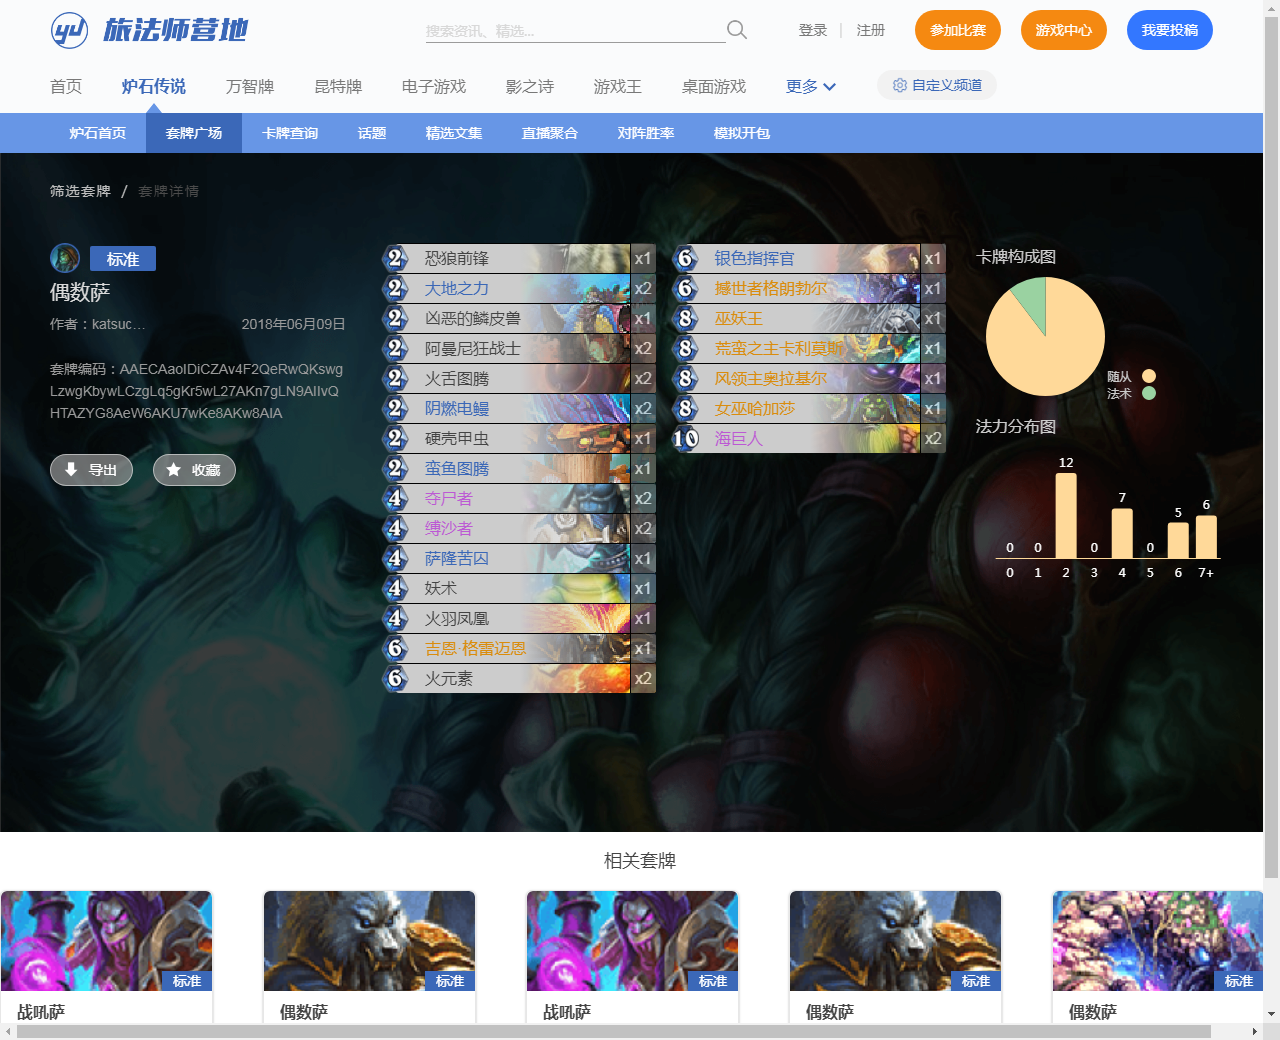 旅法师营地
搜索资讯、精选...
登录 | 注册
参加比赛
游戏中心
我要投稿
首页 炉石传说 万智牌 昆特牌 电子游戏 影之诗 游戏王 桌面游戏 更多 自定义频道
炉石首页 套牌广场 卡牌查询 话题 精选文集 直播聚合 对阵胜率 模拟开包
筛选套牌 / 套牌详情
标准
偶数萨
作者：katsuc... 2018年06月09日
套牌编码：AAECAaoIDiCZAv4F2QeRwQKswg
LzwgKbywLCzgLq5gKr5wL27AKn7gLN9AIIvQ
HTAZYG8AeW6AKU7wKe8AKw8AIA
导出 收藏
2 恐狼前锋 x1
2 大地之力 x2
2 凶恶的鳞皮兽 x1
2 阿曼尼狂战士 x2
2 火舌图腾 x2
2 阴燃电鳗 x2
2 硬壳甲虫 x1
2 蛮鱼图腾 x1
4 夺尸者 x2
4 缚沙者 x2
4 萨隆苦囚 x1
4 妖术 x1
4 火羽凤凰 x1
6 吉恩·格雷迈恩 x1
6 火元素 x2
6 银色指挥官 x1
6 撼世者格朗勃尔 x1
8 巫妖王 x1
8 荒蛮之主卡利莫斯 x1
8 风领主奥拉基尔 x1
8 女巫哈加莎 x1
10 海巨人 x2
卡牌构成图
随从
法术
法力分布图
0 0 12 0 7 0 5 6
0 1 2 3 4 5 6 7+
相关套牌
标准 标准 标准 标准 标准
战吼萨 偶数萨 战吼萨 偶数萨 偶数萨